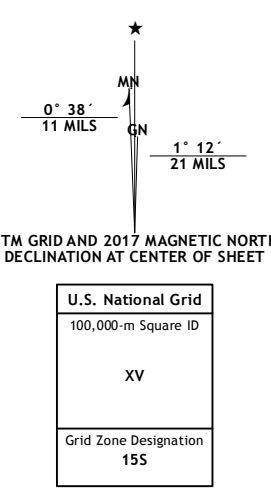 ★
MN
0° 38´
11 MILS
GN
1° 12´
21 MILS
TM GRID AND 2017 MAGNETIC NORT
DECLINATION AT CENTER OF SHEET
U.S. National Grid
100,000-m Square ID
XV
Grid Zone Designation
15S